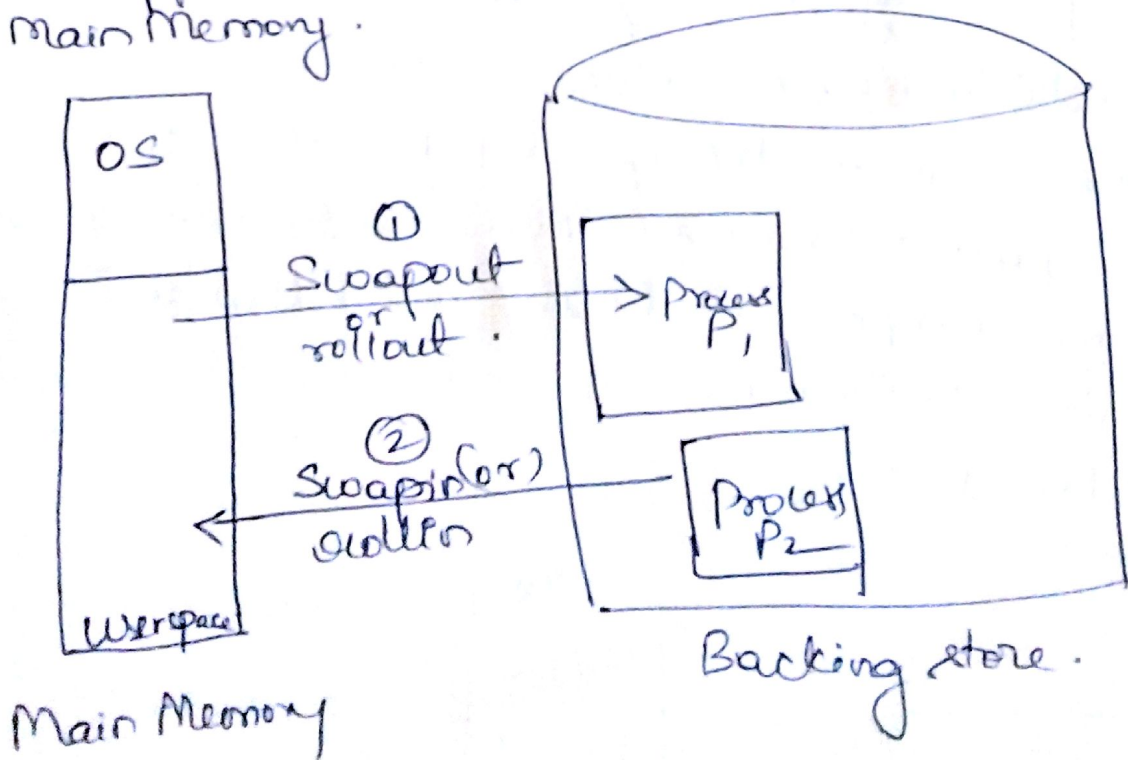 Main Memory.
OS
①
Swapout
or
rollout.
Process
P1
②
Swapin (or)
rollin
Process
P2
Userspace
Backing store.
Main Memory